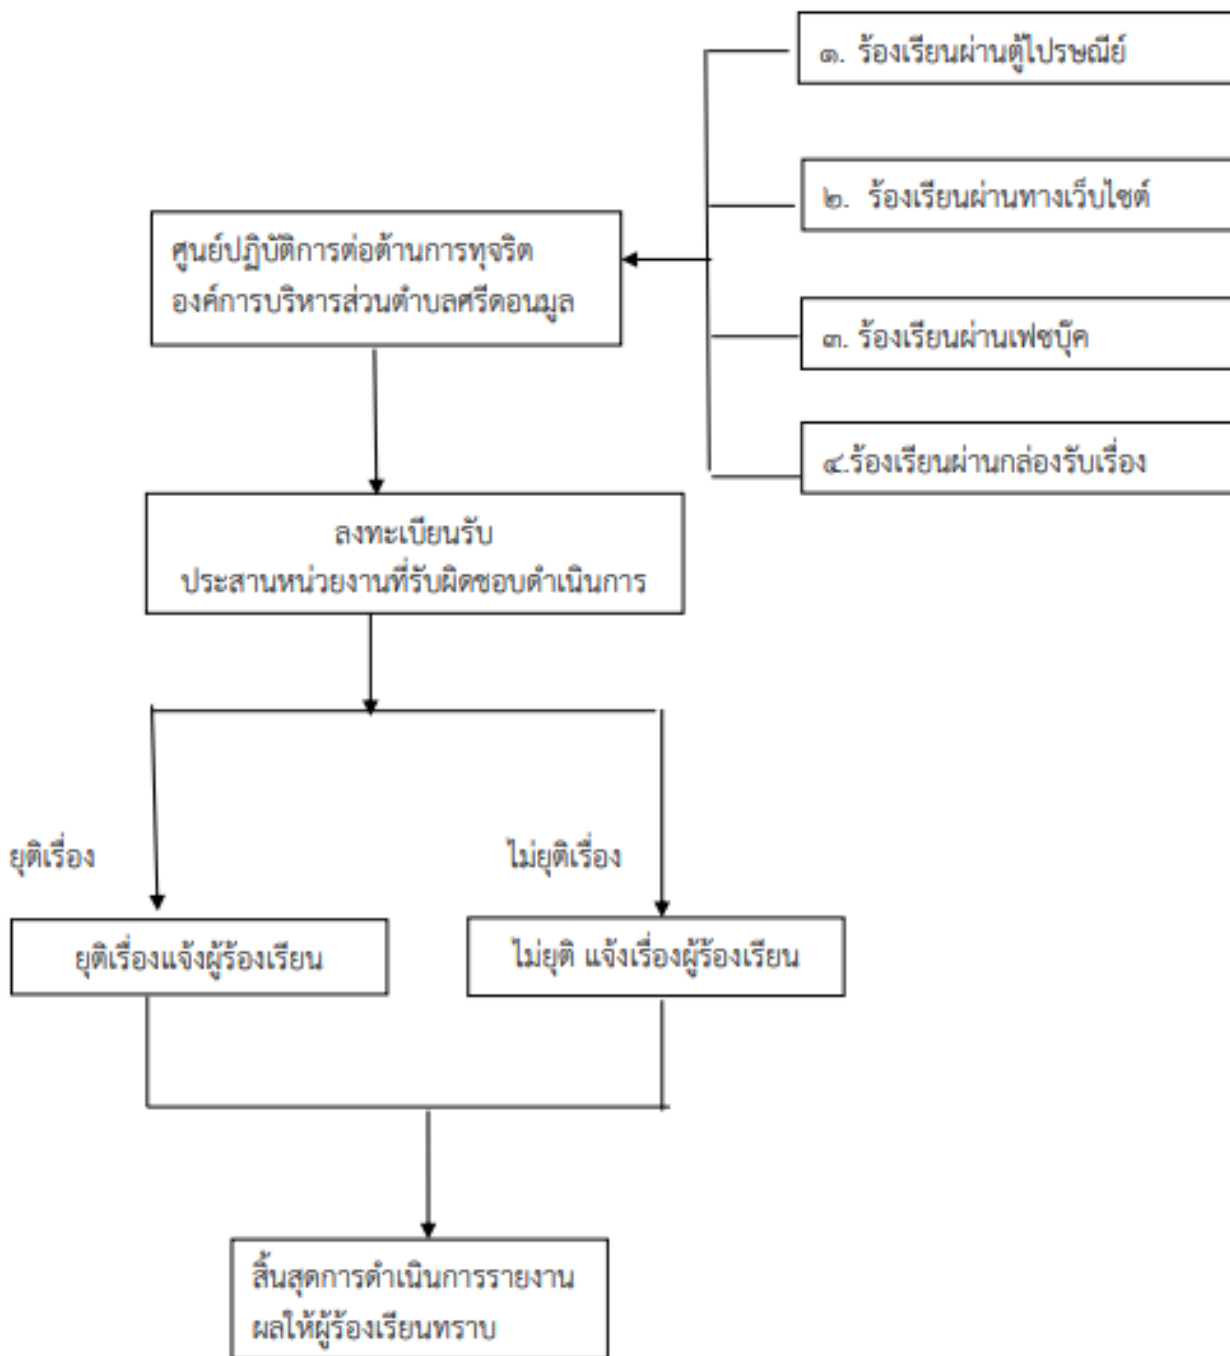 ๑. ร้องเรียนผ่านตู้ไปรษณีย์
๒. ร้องเรียนผ่านทางเว็บไซต์
ศูนย์ปฏิบัติการต่อต้านการทุจริต
องค์การบริหารส่วนตำบลศรีดอนมูล
๓. ร้องเรียนผ่านเฟซบุ๊ค
๔.ร้องเรียนผ่านกล่องรับเรื่อง
ลงทะเบียนรับ
ประสานหน่วยงานที่รับผิดชอบดำเนินการ
ยุติเรื่อง
ไม่ยุติเรื่อง
ยุติเรื่องแจ้งผู้ร้องเรียน
ไม่ยุติ แจ้งเรื่องผู้ร้องเรียน
สิ้นสุดการดำเนินการรายงาน
ผลให้ผู้ร้องเรียนทราบ